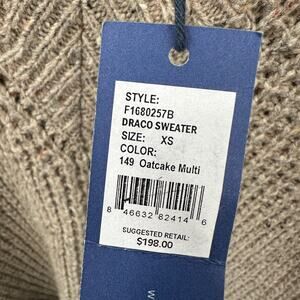 STYLE:
F1680257B
DRACO SWEATER
SIZE: XS
COLOR:
149 Oatcake Multi
8 46632 82414 6
SUGGESTED RETAIL:
$198.00